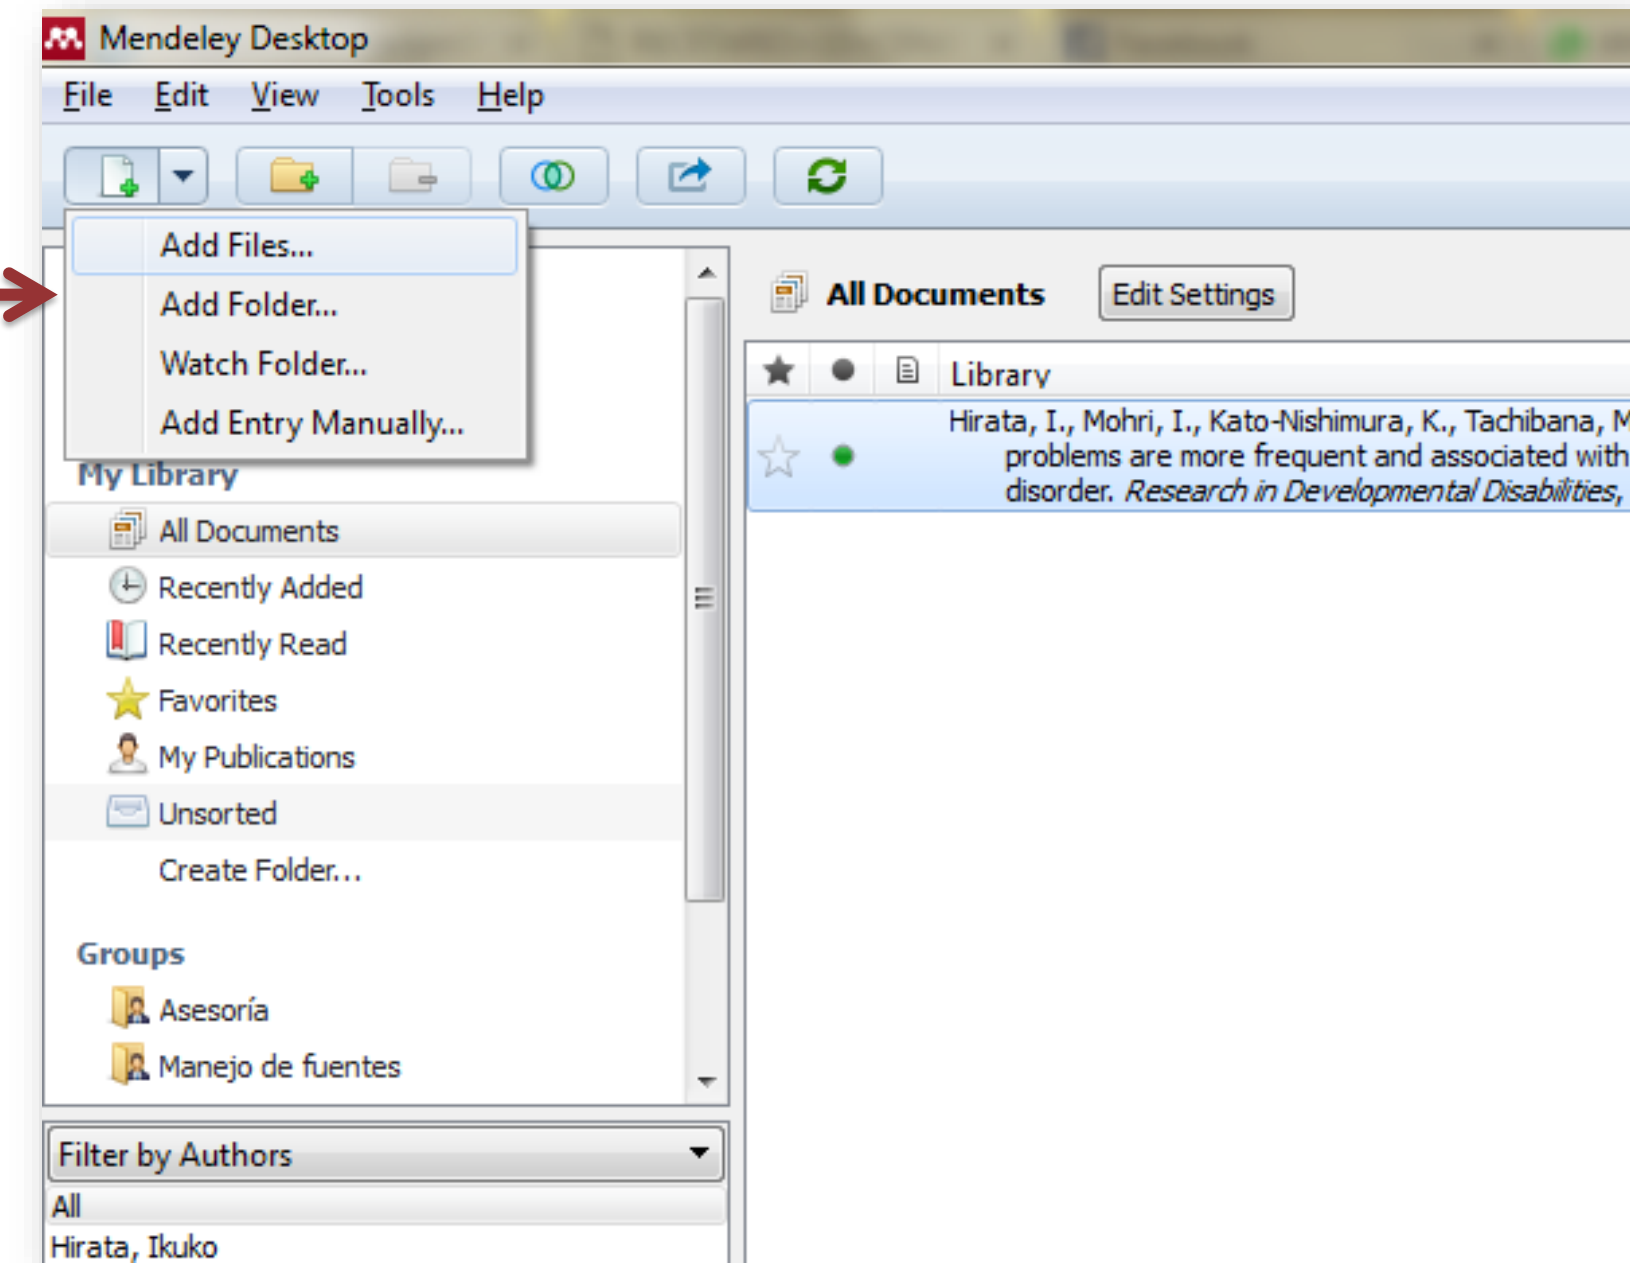 Mendeley Desktop
File Edit View Tools Help
Add Files...
Add Folder...
Watch Folder...
Add Entry Manually...
My Library
All Documents
Recently Added
Recently Read
Favorites
My Publications
Unsorted
Create Folder...
Groups
Asesoría
Manejo de fuentes
Filter by Authors
All
Hirata, Ikuko
All Documents Edit Settings
Library
Hirata, I., Mohri, I., Kato-Nishimura, K., Tachibana, M
problems are more frequent and associated with
disorder. Research in Developmental Disabilities,